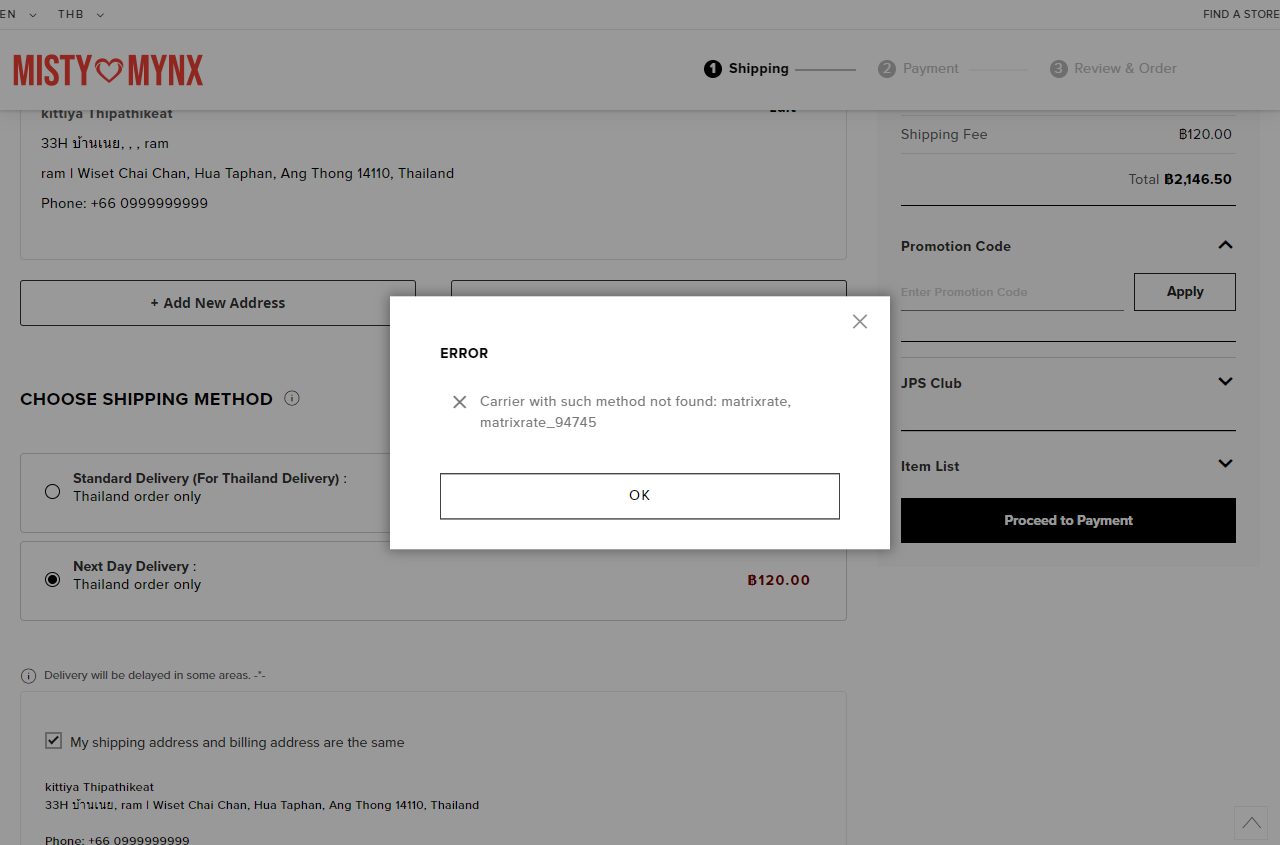 EN THB FIND A STORE
MISTY MYNX
1 Shipping 2 Payment 3 Review & Order
kittiya Thipathikeat Edit
33H บ้านเนย, , , ram
ram | Wiset Chai Chan, Hua Taphan, Ang Thong 14110, Thailand
Phone: +66 0999999999
Shipping Fee ฿120.00
Total ฿2,146.50
Promotion Code
Enter Promotion Code Apply
+ Add New Address
JPS Club
Item List
Proceed to Payment
ERROR
Carrier with such method not found: matrixrate,
matrixrate_94745
OK
CHOOSE SHIPPING METHOD
Standard Delivery (For Thailand Delivery) :
Thailand order only
Next Day Delivery :
Thailand order only
฿120.00
Delivery will be delayed in some areas. -*-
My shipping address and billing address are the same
kittiya Thipathikeat
33H บ้านเนย, ram | Wiset Chai Chan, Hua Taphan, Ang Thong 14110, Thailand
Phone: +66 0999999999